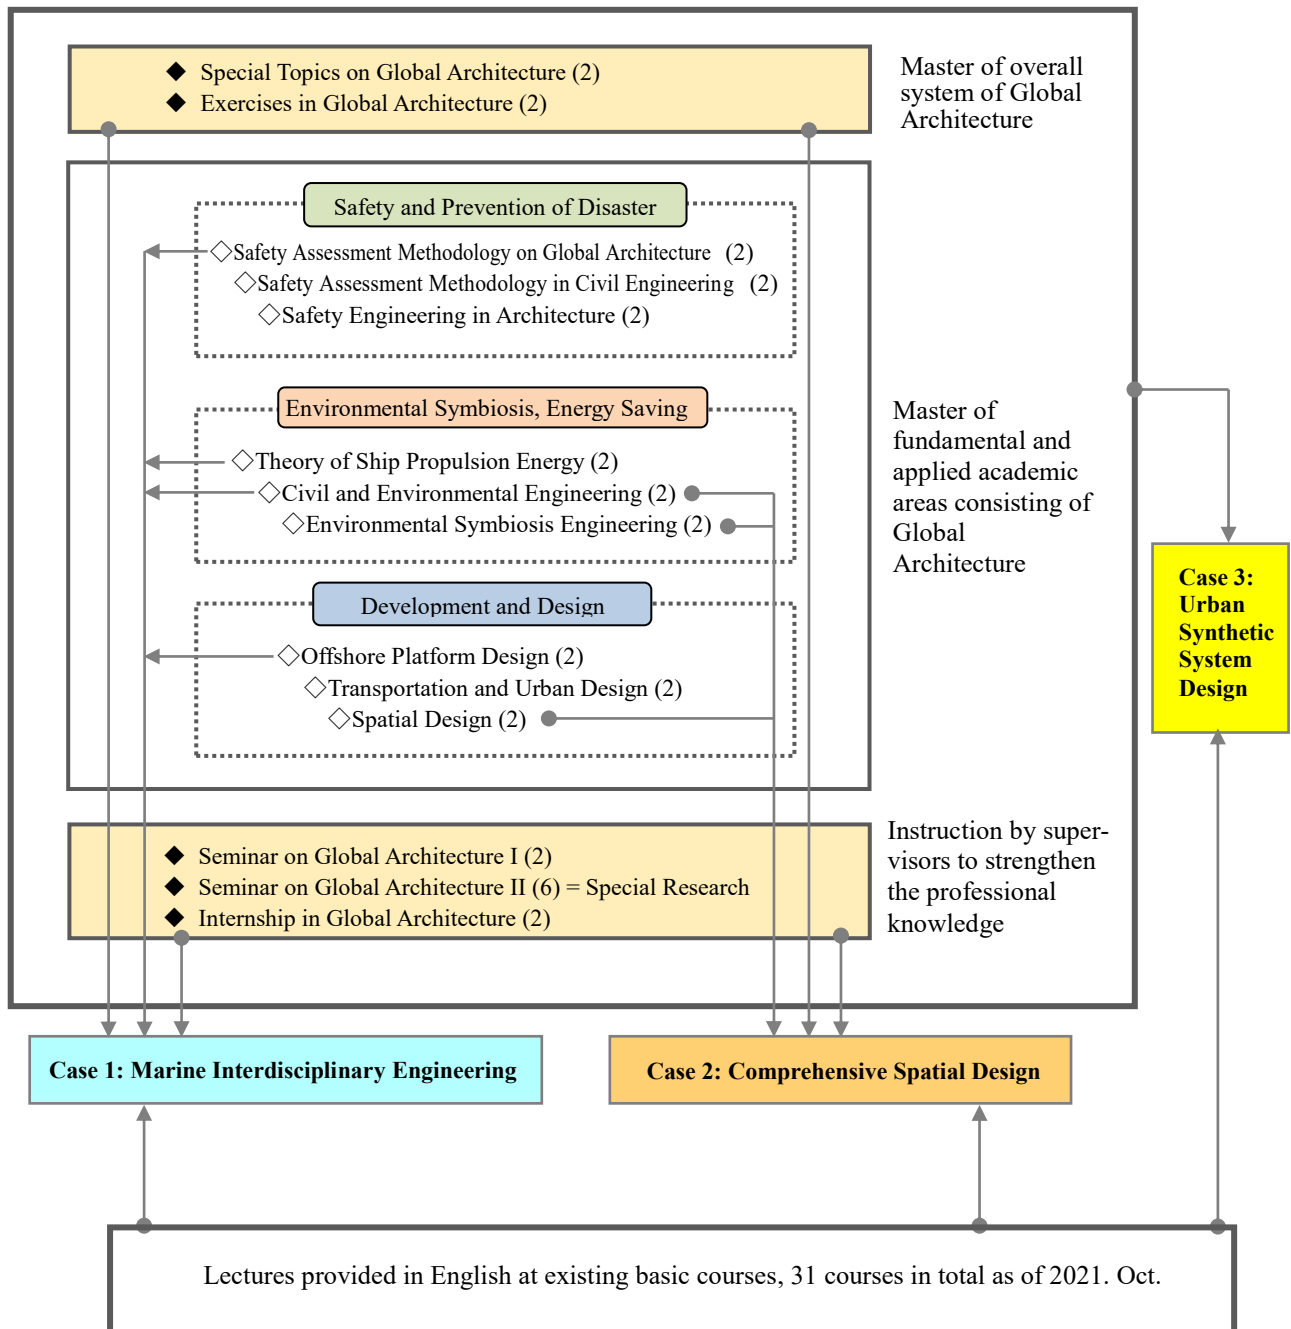 ◆ Special Topics on Global Architecture (2)
◆ Exercises in Global Architecture (2)
Master of overall
system of Global
Architecture
Safety and Prevention of Disaster
◇Safety Assessment Methodology on Global Architecture (2)
◇Safety Assessment Methodology in Civil Engineering (2)
◇Safety Engineering in Architecture (2)
Environmental Symbiosis, Energy Saving
◇Theory of Ship Propulsion Energy (2)
◇Civil and Environmental Engineering (2)
◇Environmental Symbiosis Engineering (2)
Development and Design
◇Offshore Platform Design (2)
◇Transportation and Urban Design (2)
◇Spatial Design (2)
Master of
fundamental and
applied academic
areas consisting of
Global
Architecture
Case 3:
Urban
Synthetic
System
Design
◆ Seminar on Global Architecture I (2)
◆ Seminar on Global Architecture II (6) = Special Research
◆ Internship in Global Architecture (2)
Instruction by super-
visors to strengthen
the professional
knowledge
Case 1: Marine Interdisciplinary Engineering
Case 2: Comprehensive Spatial Design
Lectures provided in English at existing basic courses, 31 courses in total as of 2021. Oct.